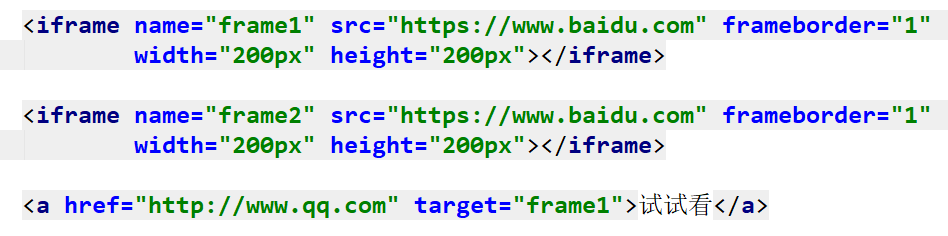 <iframe name="frame1" src="https://www.baidu.com" frameborder="1"
width="200px" height="200px"></iframe>
<iframe name="frame2" src="https://www.baidu.com" frameborder="1"
width="200px" height="200px"></iframe>
<a href="http://www.qq.com" target="frame1">试试看</a>